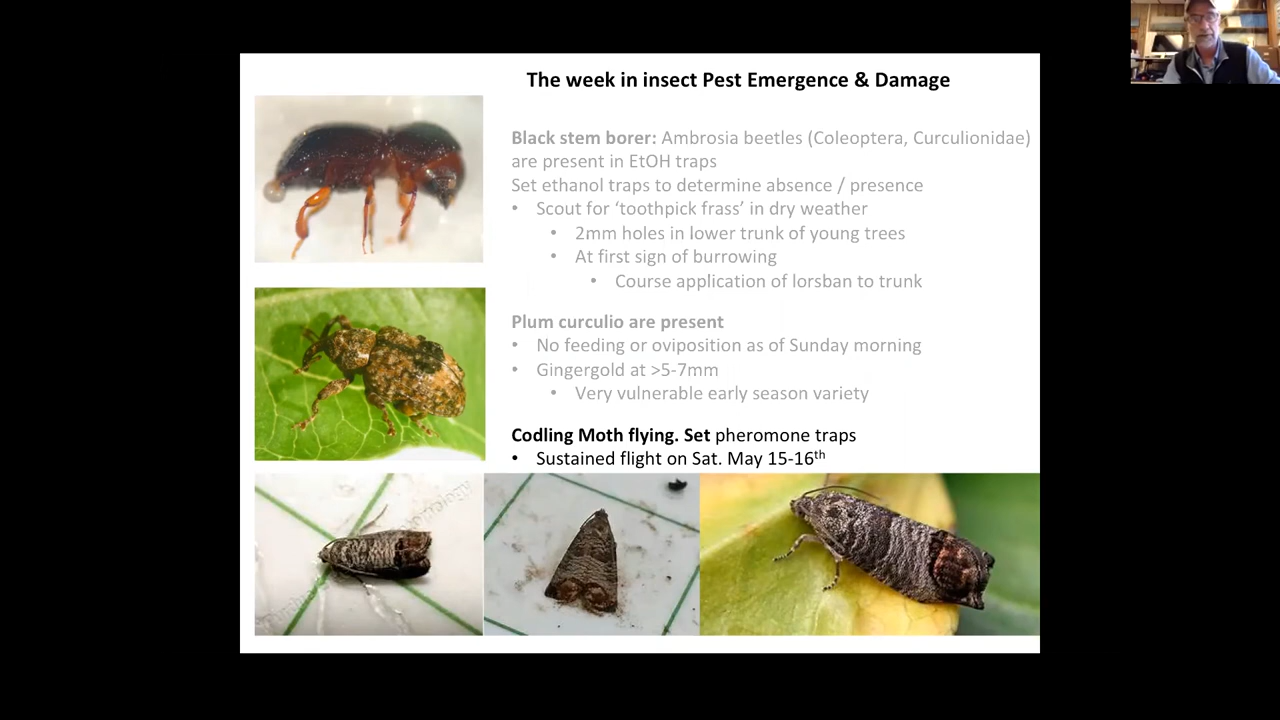 The week in insect Pest Emergence & Damage
Black stem borer: Ambrosia beetles (Coleoptera, Curculionidae)
are present in EtOH traps
Set ethanol traps to determine absence / presence
• Scout for ‘toothpick frass’ in dry weather
• 2mm holes in lower trunk of young trees
• At first sign of burrowing
• Course application of lorsban to trunk
Plum curculio are present
• No feeding or oviposition as of Sunday morning
• Gingergold at >5-7mm
• Very vulnerable early season variety
Codling Moth flying. Set pheromone traps
• Sustained flight on Sat. May 15-16th